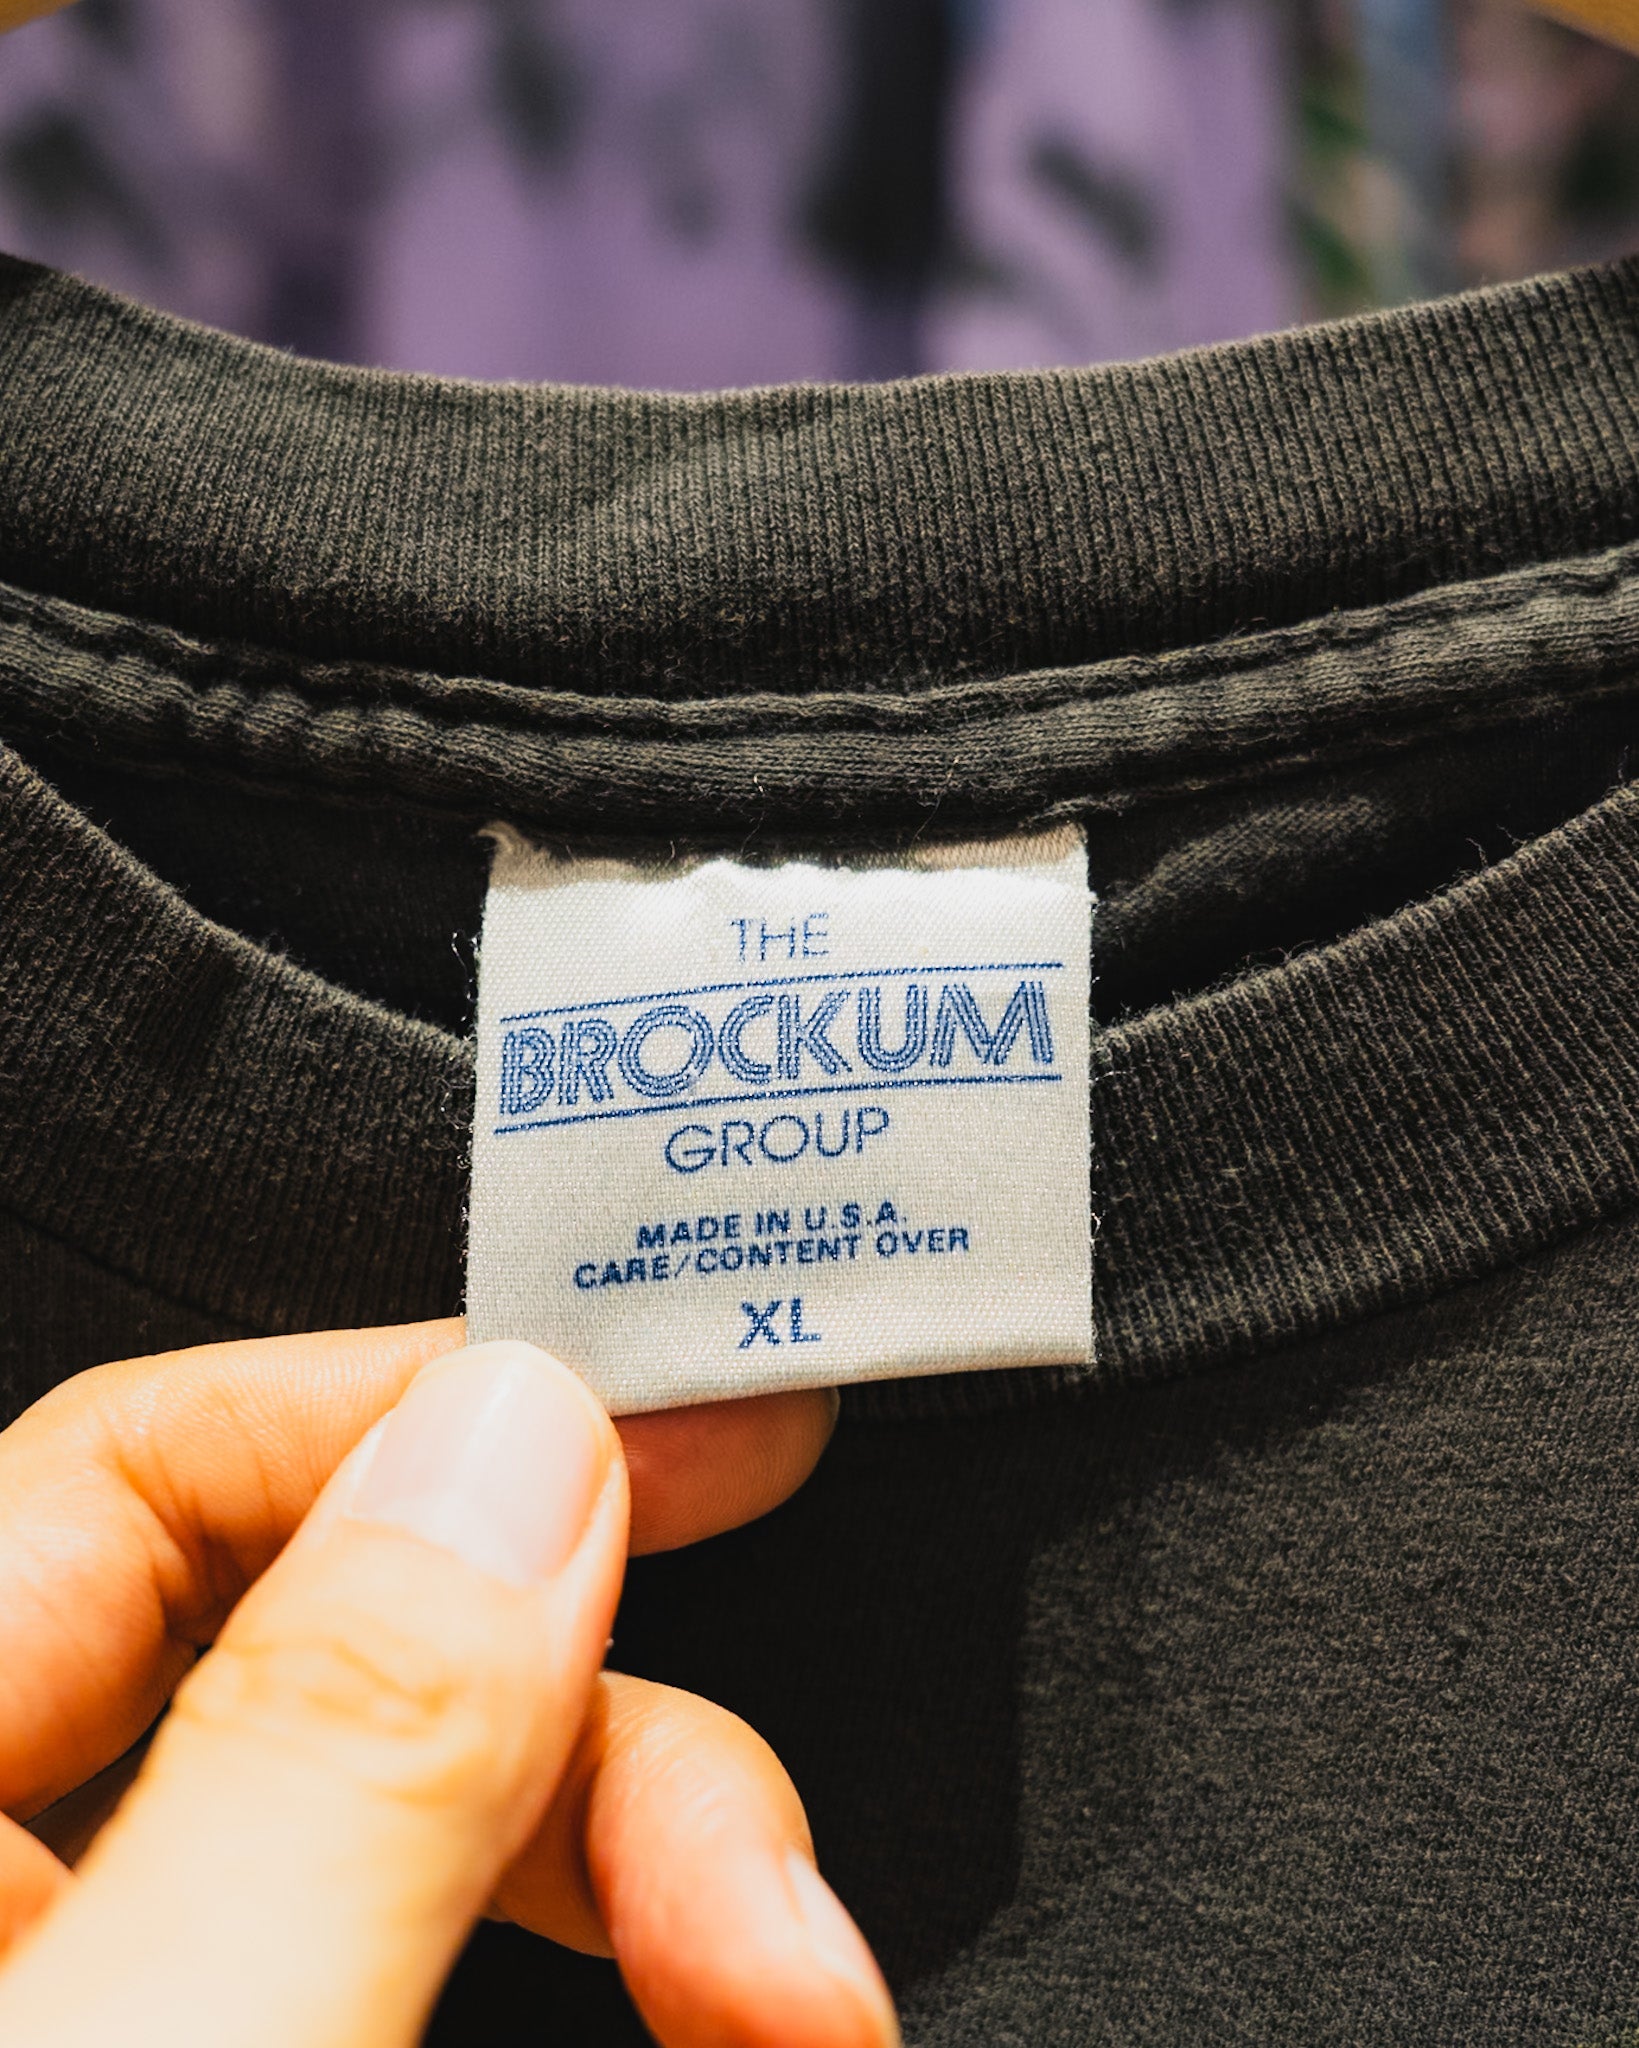 THE
BROCKUM
GROUP
MADE IN U.S.A.
CARE/CONTENT OVER
XL